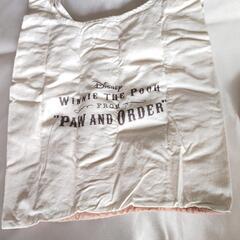 Disney
WINNIE THE POOH
FROM
"PAW AND ORDER"